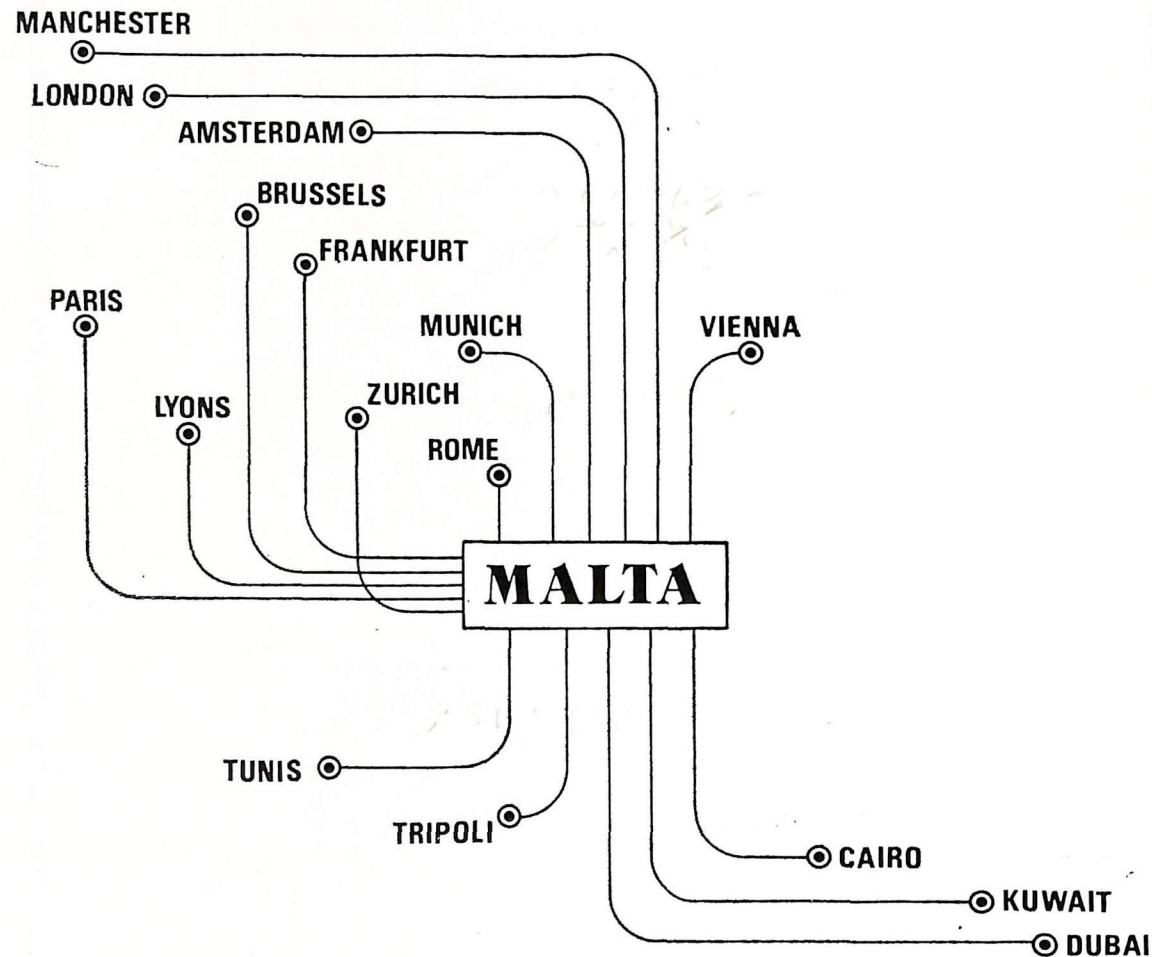 MANCHESTER
LONDON
AMSTERDAM
BRUSSELS
FRANKFURT
PARIS
MUNICH
VIENNA
ZURICH
LYONS
ROME
MALTA
TUNIS
TRIPOLI
CAIRO
KUWAIT
DUBAI